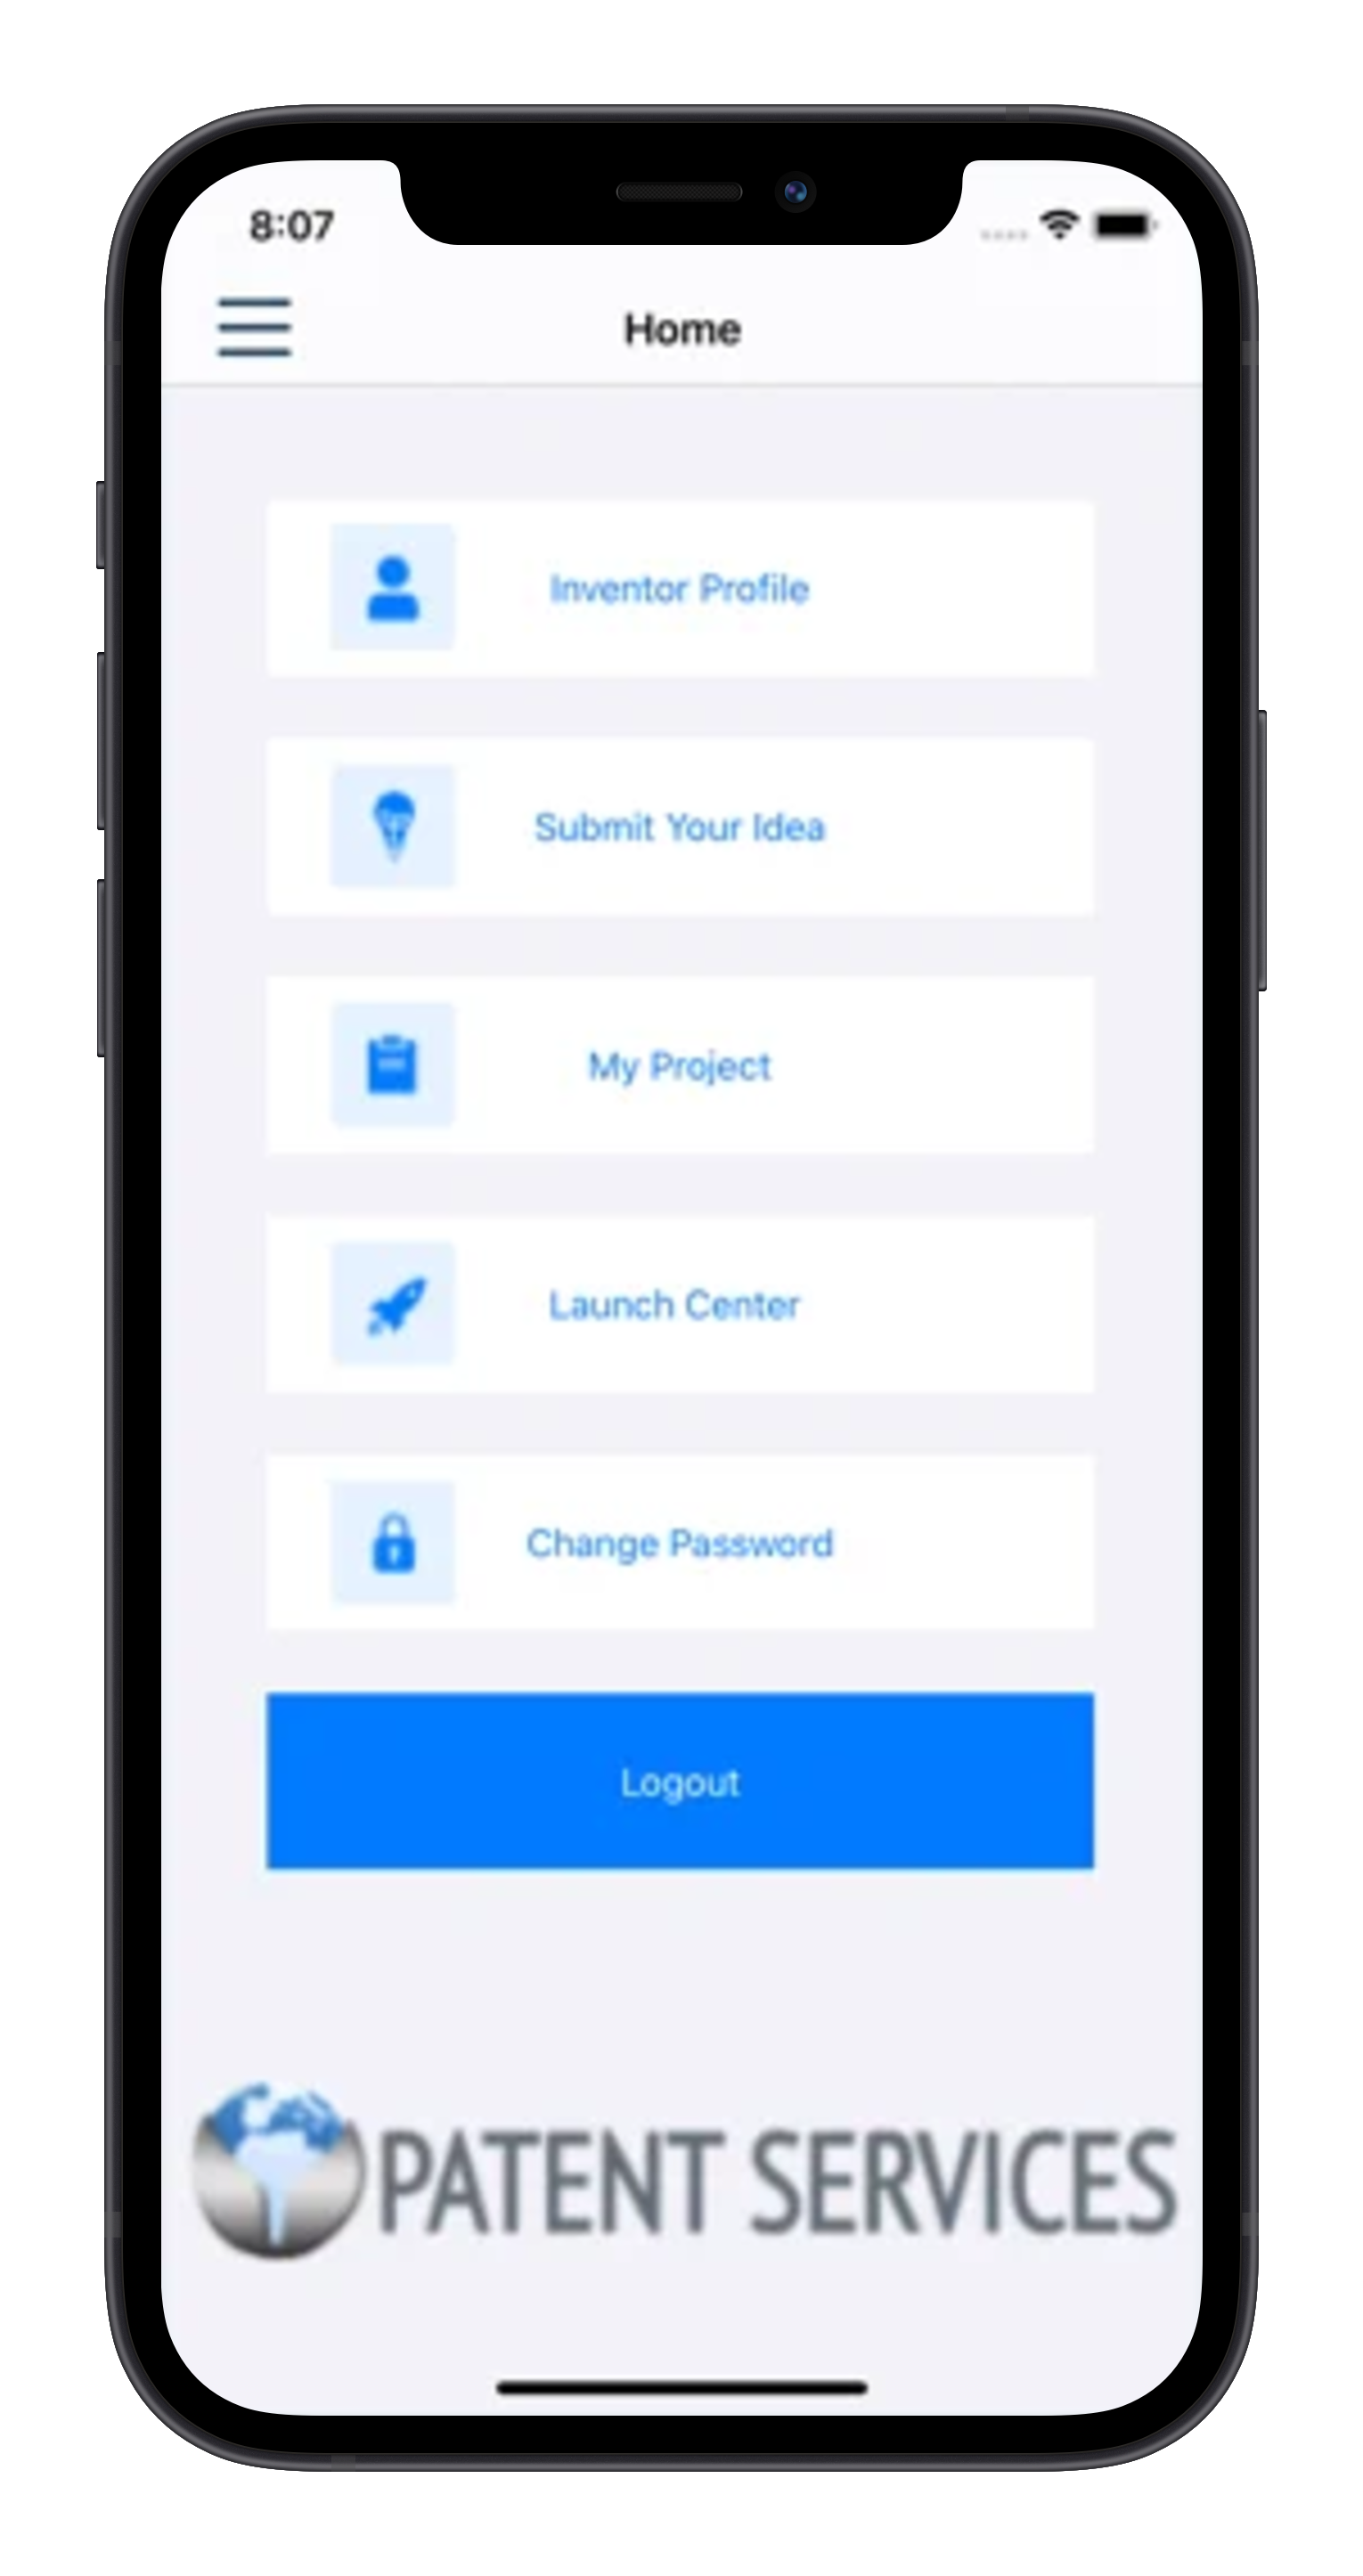 8:07
Home
Inventor Profile
Submit Your Idea
My Project
Launch Center
Change Password
Logout
PATENT SERVICES